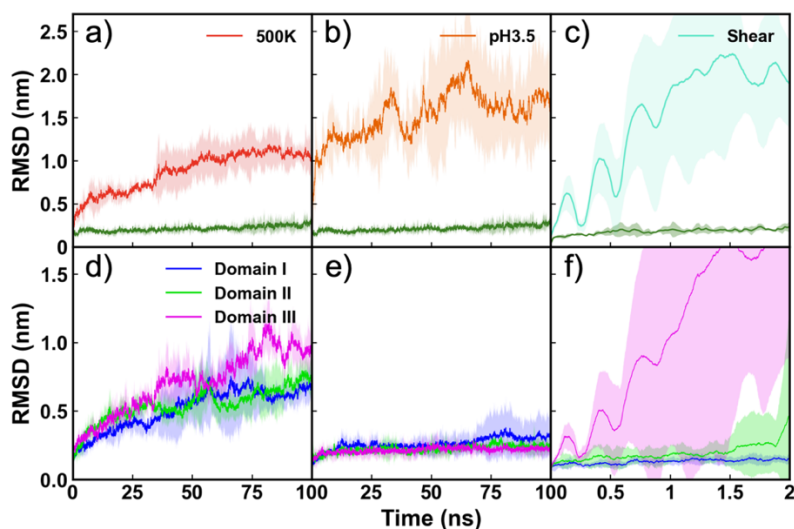 a) 500K b) pH3.5 c) Shear
RMSD (nm)
2.5
2.0
1.5
1.0
0.5
0
d) Domain I e) f)
Domain II
Domain III
RMSD (nm)
1.5
1.0
0.5
0.0
0 25 50 75 100 25 50 75 100 0.5 1 1.5 2
Time (ns)